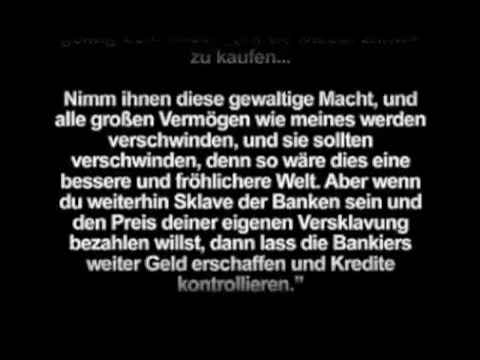 zu kaufen...
Nimm ihnen diese gewaltige Macht, und
alle großen Vermögen wie meines werden
verschwinden, und sie sollten
verschwinden, denn so wäre dies eine
bessere und fröhlichere Welt. Aber wenn
du weiterhin Sklave der Banken sein und
den Preis deiner eigenen Versklavung
bezahlen willst, dann lass die Bankiers
weiter Geld erschaffen und Kredite
kontrollieren.”